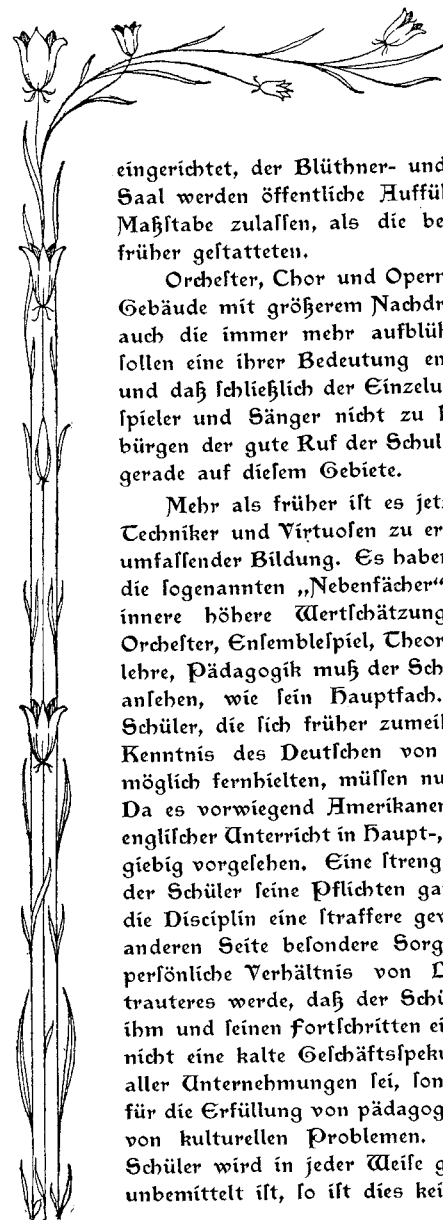 eingerichtet, der Blüthner- und
Saal werden öffentliche Auffül
Maßstabe zulassen, als die be
früher gestatteten.
Orchester, Chor und Opern
Gebäude mit größerem Nachdr
auch die immer mehr aufblüh
sollen eine ihrer Bedeutung en
und daß schließlich der Einzelu
spieler und Sänger nicht zu
bürgen der gute Ruf der Schul
gerade auf diesem Gebiete.
Mehr als früher ist es jetz
Techniker und Virtuosen zu er
umfassender Bildung. Es haben
die sogenannten „Nebenfächer“
innere höhere Wertschätzung
Orchester, Ensemblespiel, Theor
lehre, Pädagogik muß der Sch
ansehen, wie sein Hauptfach.
Schüler, die sich früher zumeis
Kenntnis des Deutschen von
möglich fernhielten, müssen nu
Da es vorwiegend Amerikaner
englischer Unterricht in Haupt-,
giebig vorgesehen. Eine streng
der Schüler seine Pflichten gan
die Disciplin eine straffere gew
anderen Seite besondere Sorg
persönliche Verhältnis von L
trauteres werde, daß der Schü
ihm und seinen Fortschritten ei
nicht eine kalte Geschäftsspeku
aller Unternehmungen sei, son
für die Erfüllung von pädagog
von kulturellen Problemen.
Schüler wird in jeder Weise g
unbemittelt ist, so ist dies kei